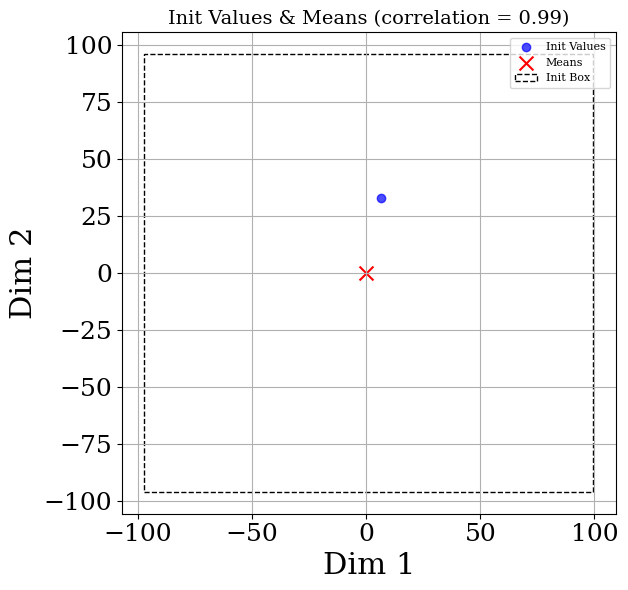 Init Values & Means (correlation = 0.99)
Init Values
Means
Init Box
100
75
50
25
0
−25
−50
−75
−100
Dim 2
−100
−50
0
50
100
Dim 1